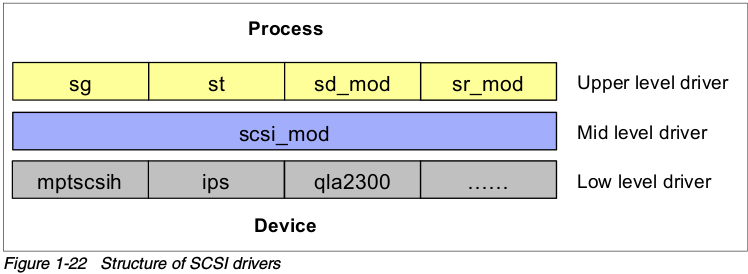 Process
sg st sd_mod sr_mod Upper level driver
scsi_mod Mid level driver
mptscsih ips qla2300 ...... Low level driver
Device
Figure 1-22 Structure of SCSI drivers